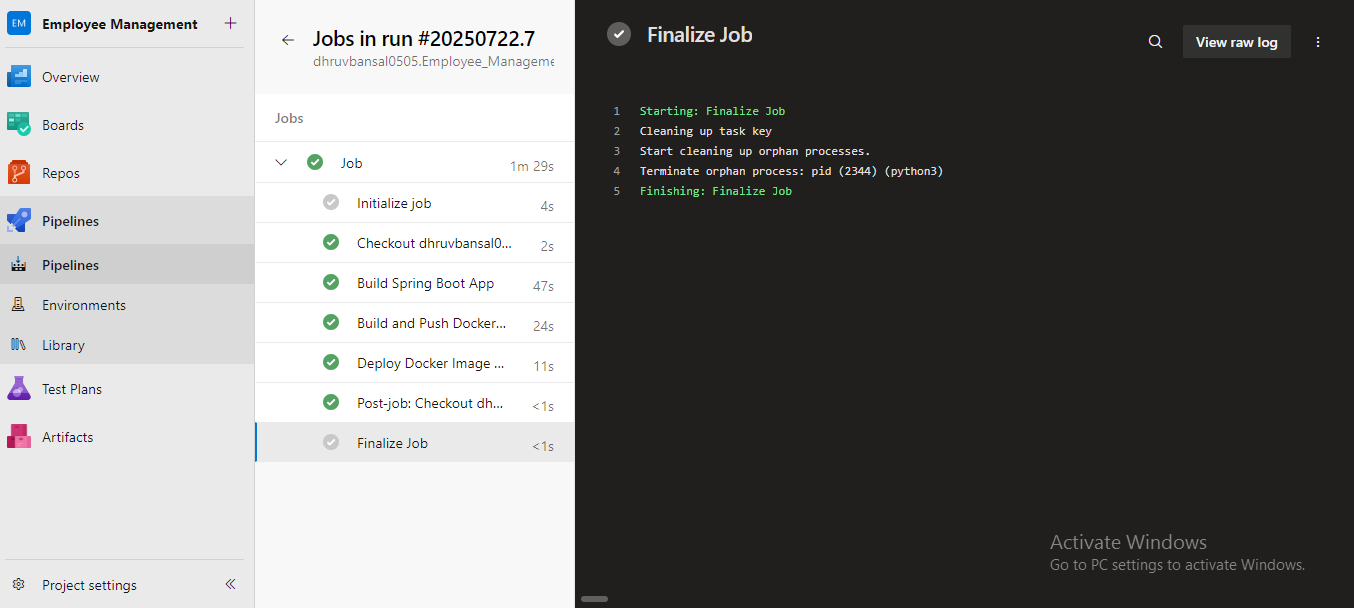 EM Employee Management +
Overview
Boards
Repos
Pipelines
Pipelines
Environments
Library
Test Plans
Artifacts
Project settings
Jobs in run #20250722.7
dhruvbansal0505.Employee_Manageme
Jobs
Job 1m 29s
Initialize job 4s
Checkout dhruvbansal0... 2s
Build Spring Boot App 47s
Build and Push Docker... 24s
Deploy Docker Image ... 11s
Post-job: Checkout dh... <1s
Finalize Job <1s
Finalize Job
View raw log
1 Starting: Finalize Job
2 Cleaning up task key
3 Start cleaning up orphan processes.
4 Terminate orphan process: pid (2344) (python3)
5 Finishing: Finalize Job
Activate Windows
Go to PC settings to activate Windows.